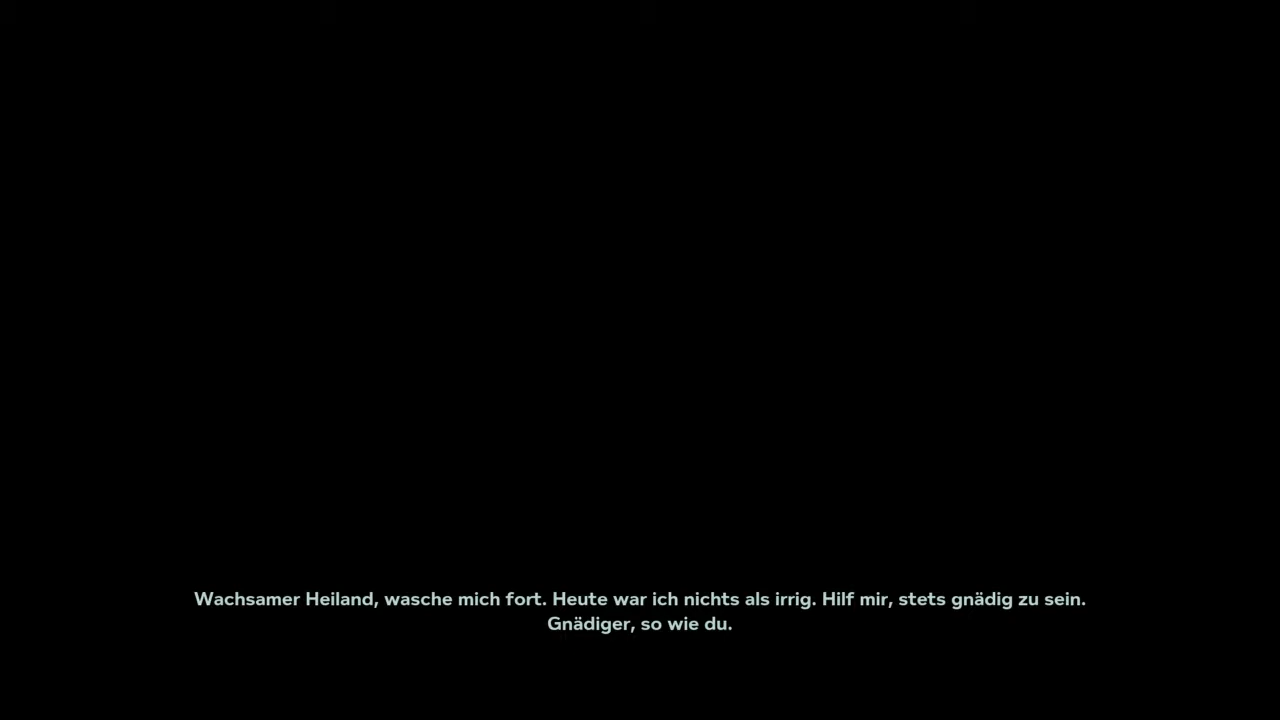 Wachsamer Heiland, wasche mich fort. Heute war ich nichts als irrig. Hilf mir, stets gnädig zu sein.
Gnädiger, so wie du.